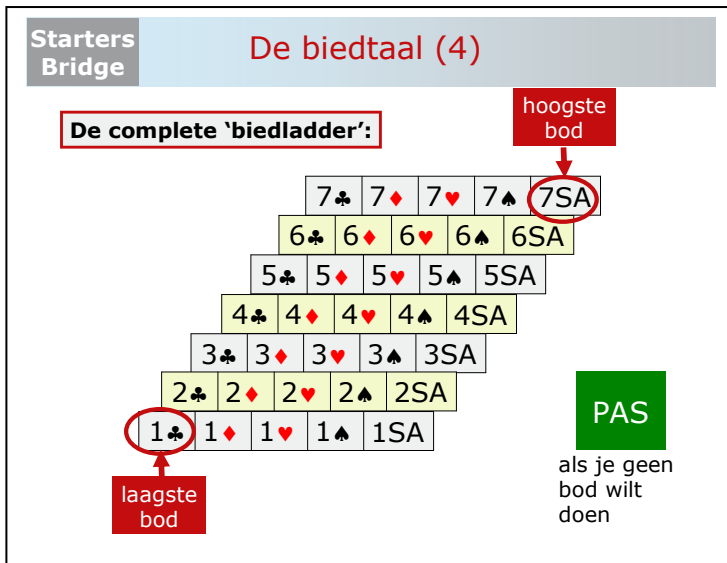 Starters
Bridge
De biedtaal (4)
hoogste
bod
De complete ‘biedladder’:
7♣ 7♦ 7♥ 7♠ 7SA
6♣ 6♦ 6♥ 6♠ 6SA
5♣ 5♦ 5♥ 5♠ 5SA
4♣ 4♦ 4♥ 4♠ 4SA
3♣ 3♦ 3♥ 3♠ 3SA
2♣ 2♦ 2♥ 2♠ 2SA
1♣ 1♦ 1♥ 1♠ 1SA
PAS
als je geen
bod wilt
doen
laagste
bod